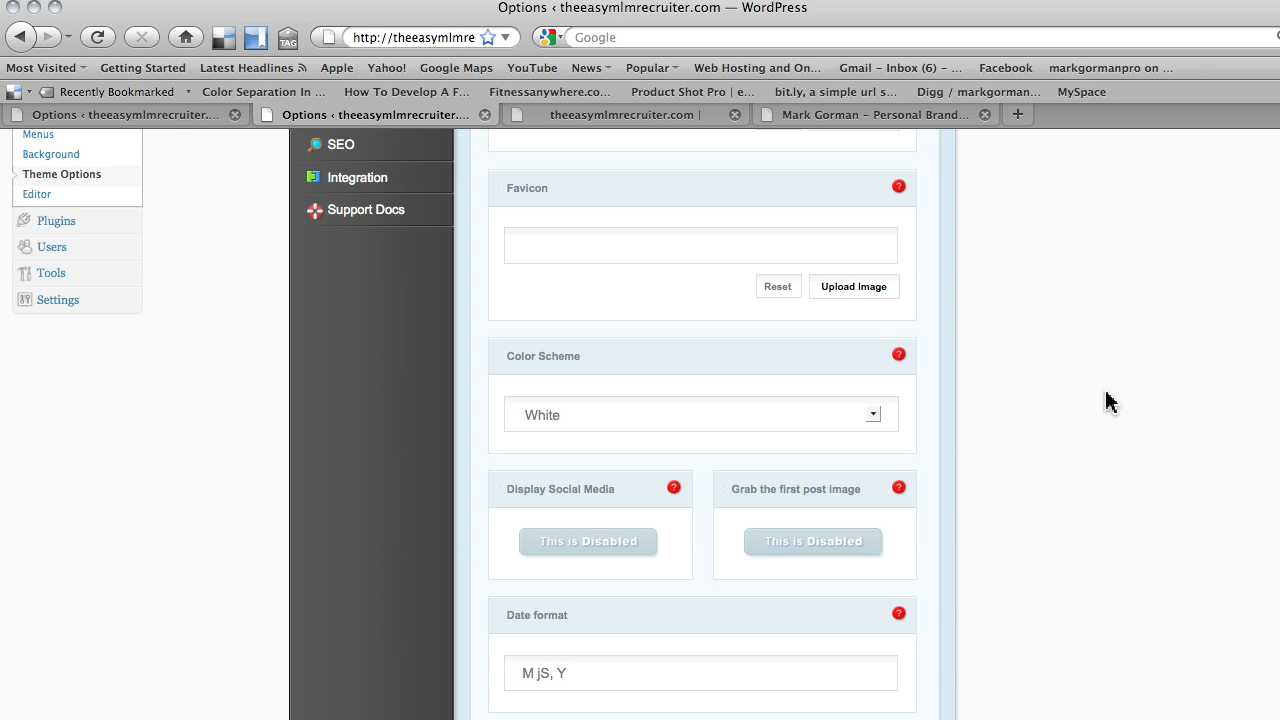 Options ‹ theeasymlmrecruiter.com — WordPress
http://theeasymlmre
Google
Most Visited Getting Started Latest Headlines Apple Yahoo! Google Maps YouTube News Popular Web Hosting and On... Gmail – Inbox (6) – ... Facebook markgormanpro on ...
Recently Bookmarked Color Separation In ... How To Develop A F... Fitnessanywhere.co... Product Shot Pro | e... bit.ly, a simple url s... Digg / markgorman... MySpace
Options ‹ theeasymlmrecruiter.... Options ‹ theeasymlmrecruiter.... theeasymlmrecruiter.com | Mark Gorman – Personal Brand... +
Menus
Background
Theme Options
Editor
Plugins
Users
Tools
Settings
SEO
Integration
Support Docs
Favicon ?
Reset Upload Image
Color Scheme ?
White
Display Social Media ? Grab the first post image ?
This is Disabled This is Disabled
Date format ?
M jS, Y
TAG